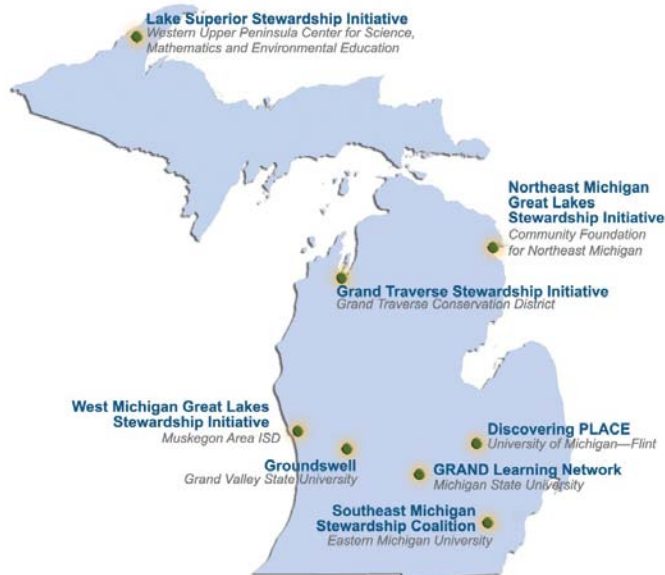 Lake Superior Stewardship Initiative
Western Upper Peninsula Center for Science,
Mathematics and Environmental Education
Northeast Michigan
Great Lakes
Stewardship Initiative
Community Foundation
for Northeast Michigan
Grand Traverse Stewardship Initiative
Grand Traverse Conservation District
West Michigan Great Lakes
Stewardship Initiative
Muskegon Area ISD
Discovering PLACE
University of Michigan—Flint
Groundswell
Grand Valley State University
GRAND Learning Network
Michigan State University
Southeast Michigan
Stewardship Coalition
Eastern Michigan University